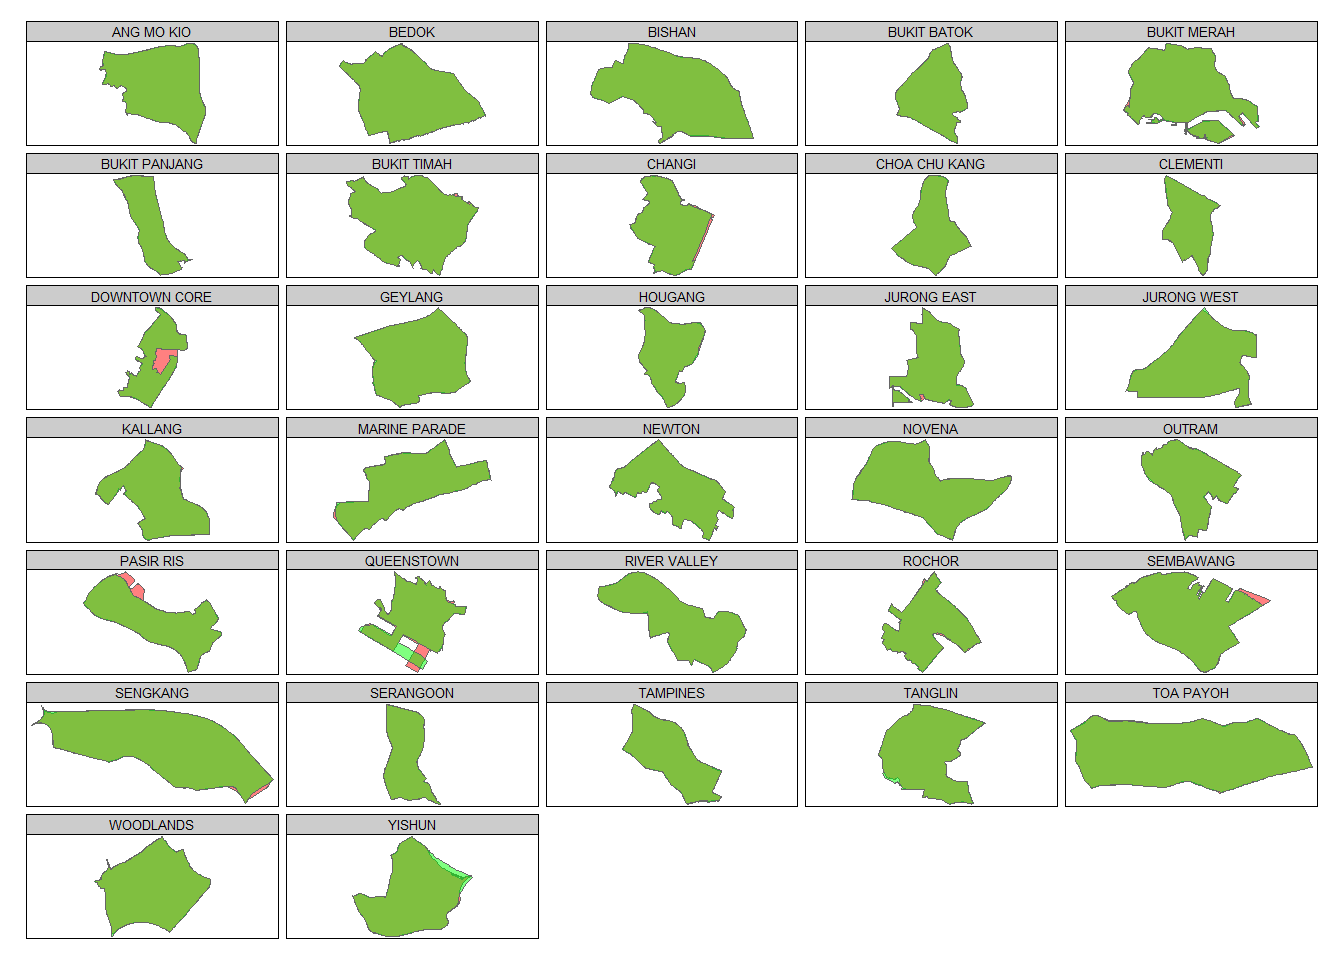 ANG MO KIO
BEDOK
BISHAN
BUKIT BATOK
BUKIT MERAH
BUKIT PANJANG
BUKIT TIMAH
CHANGI
CHOA CHU KANG
CLEMENTI
DOWNTOWN CORE
GEYLANG
HOUGANG
JURONG EAST
JURONG WEST
KALLANG
MARINE PARADE
NEWTON
NOVENA
OUTRAM
PASIR RIS
QUEENSTOWN
RIVER VALLEY
ROCHOR
SEMBAWANG
SENGKANG
SERANGOON
TAMPINES
TANGLIN
TOA PAYOH
WOODLANDS
YISHUN